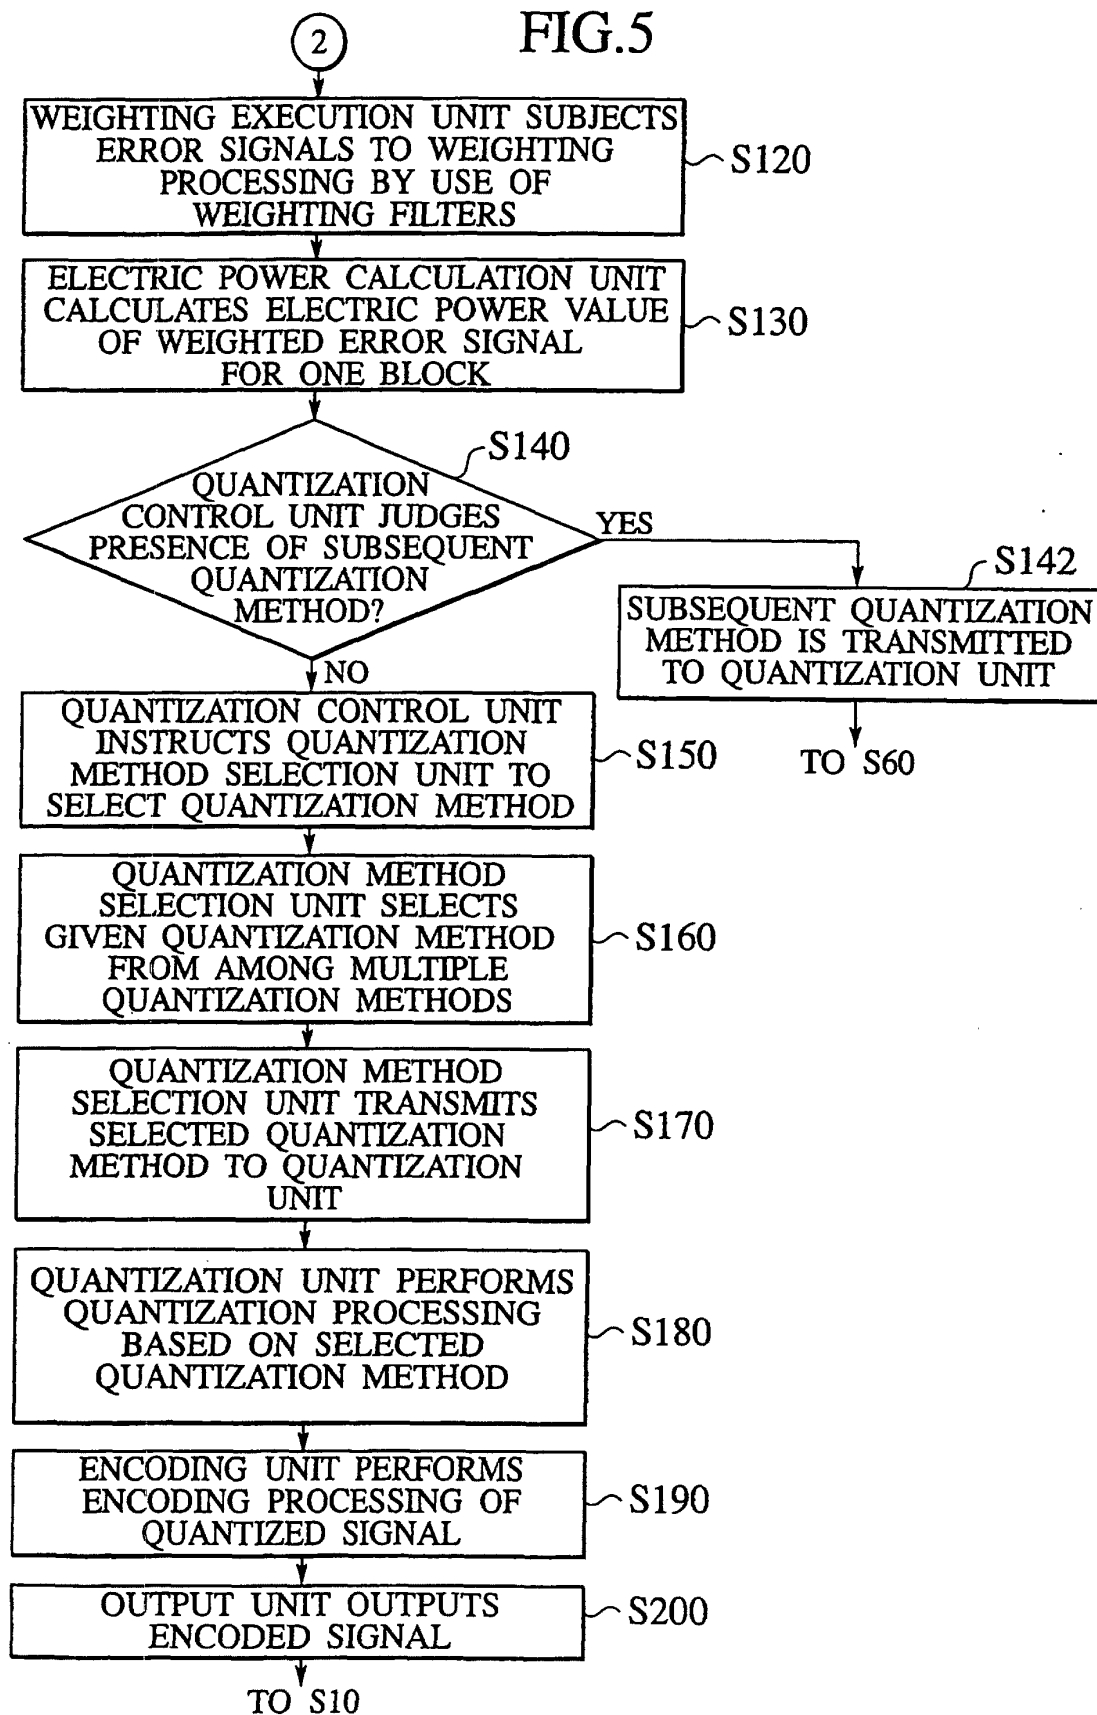 FIG.5
2
WEIGHTING EXECUTION UNIT SUBJECTS
ERROR SIGNALS TO WEIGHTING
PROCESSING BY USE OF
WEIGHTING FILTERS
S120
ELECTRIC POWER CALCULATION UNIT
CALCULATES ELECTRIC POWER VALUE
OF WEIGHTED ERROR SIGNAL
FOR ONE BLOCK
S130
S140
QUANTIZATION
CONTROL UNIT JUDGES
PRESENCE OF SUBSEQUENT
QUANTIZATION
METHOD?
YES
S142
SUBSEQUENT QUANTIZATION
METHOD IS TRANSMITTED
TO QUANTIZATION UNIT
TO S60
NO
QUANTIZATION CONTROL UNIT
INSTRUCTS QUANTIZATION
METHOD SELECTION UNIT TO
SELECT QUANTIZATION METHOD
S150
QUANTIZATION METHOD
SELECTION UNIT SELECTS
GIVEN QUANTIZATION METHOD
FROM AMONG MULTIPLE
QUANTIZATION METHODS
S160
QUANTIZATION METHOD
SELECTION UNIT TRANSMITS
SELECTED QUANTIZATION
METHOD TO QUANTIZATION
UNIT
S170
QUANTIZATION UNIT PERFORMS
QUANTIZATION PROCESSING
BASED ON SELECTED
QUANTIZATION METHOD
S180
ENCODING UNIT PERFORMS
ENCODING PROCESSING OF
QUANTIZED SIGNAL
S190
OUTPUT UNIT OUTPUTS
ENCODED SIGNAL
S200
TO S10